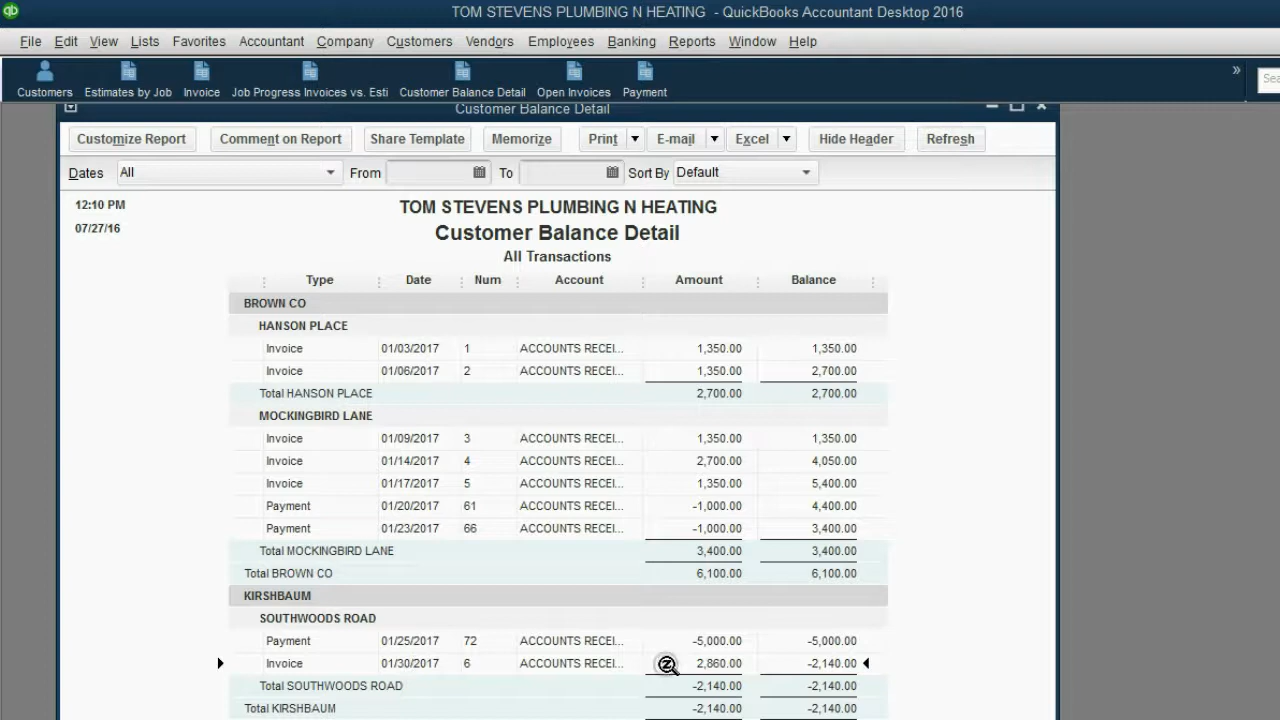 TOM STEVENS PLUMBING N HEATING - QuickBooks Accountant Desktop 2016
File Edit View Lists Favorites Accountant Company Customers Vendors Employees Banking Reports Window Help
Customers Estimates by Job Invoice Job Progress Invoices vs. Esti Customer Balance Detail Open Invoices Payment » Sea
Customer Balance Detail
Customize Report Comment on Report Share Template Memorize Print E-mail Excel Hide Header Refresh
Dates All From To Sort By Default
12:10 PM TOM STEVENS PLUMBING N HEATING
07/27/16 Customer Balance Detail
All Transactions
Type Date Num Account Amount Balance
BROWN CO
HANSON PLACE
Invoice 01/03/2017 1 ACCOUNTS RECEI... 1,350.00 1,350.00
Invoice 01/06/2017 2 ACCOUNTS RECEI... 1,350.00 2,700.00
Total HANSON PLACE 2,700.00 2,700.00
MOCKINGBIRD LANE
Invoice 01/09/2017 3 ACCOUNTS RECEI... 1,350.00 1,350.00
Invoice 01/14/2017 4 ACCOUNTS RECEI... 2,700.00 4,050.00
Invoice 01/17/2017 5 ACCOUNTS RECEI... 1,350.00 5,400.00
Payment 01/20/2017 61 ACCOUNTS RECEI... -1,000.00 4,400.00
Payment 01/23/2017 66 ACCOUNTS RECEI... -1,000.00 3,400.00
Total MOCKINGBIRD LANE 3,400.00 3,400.00
Total BROWN CO 6,100.00 6,100.00
KIRSHBAUM
SOUTHWOODS ROAD
Payment 01/25/2017 72 ACCOUNTS RECEI... -5,000.00 -5,000.00
Invoice 01/30/2017 6 ACCOUNTS RECEI... 2,860.00 -2,140.00
Total SOUTHWOODS ROAD -2,140.00 -2,140.00
Total KIRSHBAUM -2,140.00 -2,140.00